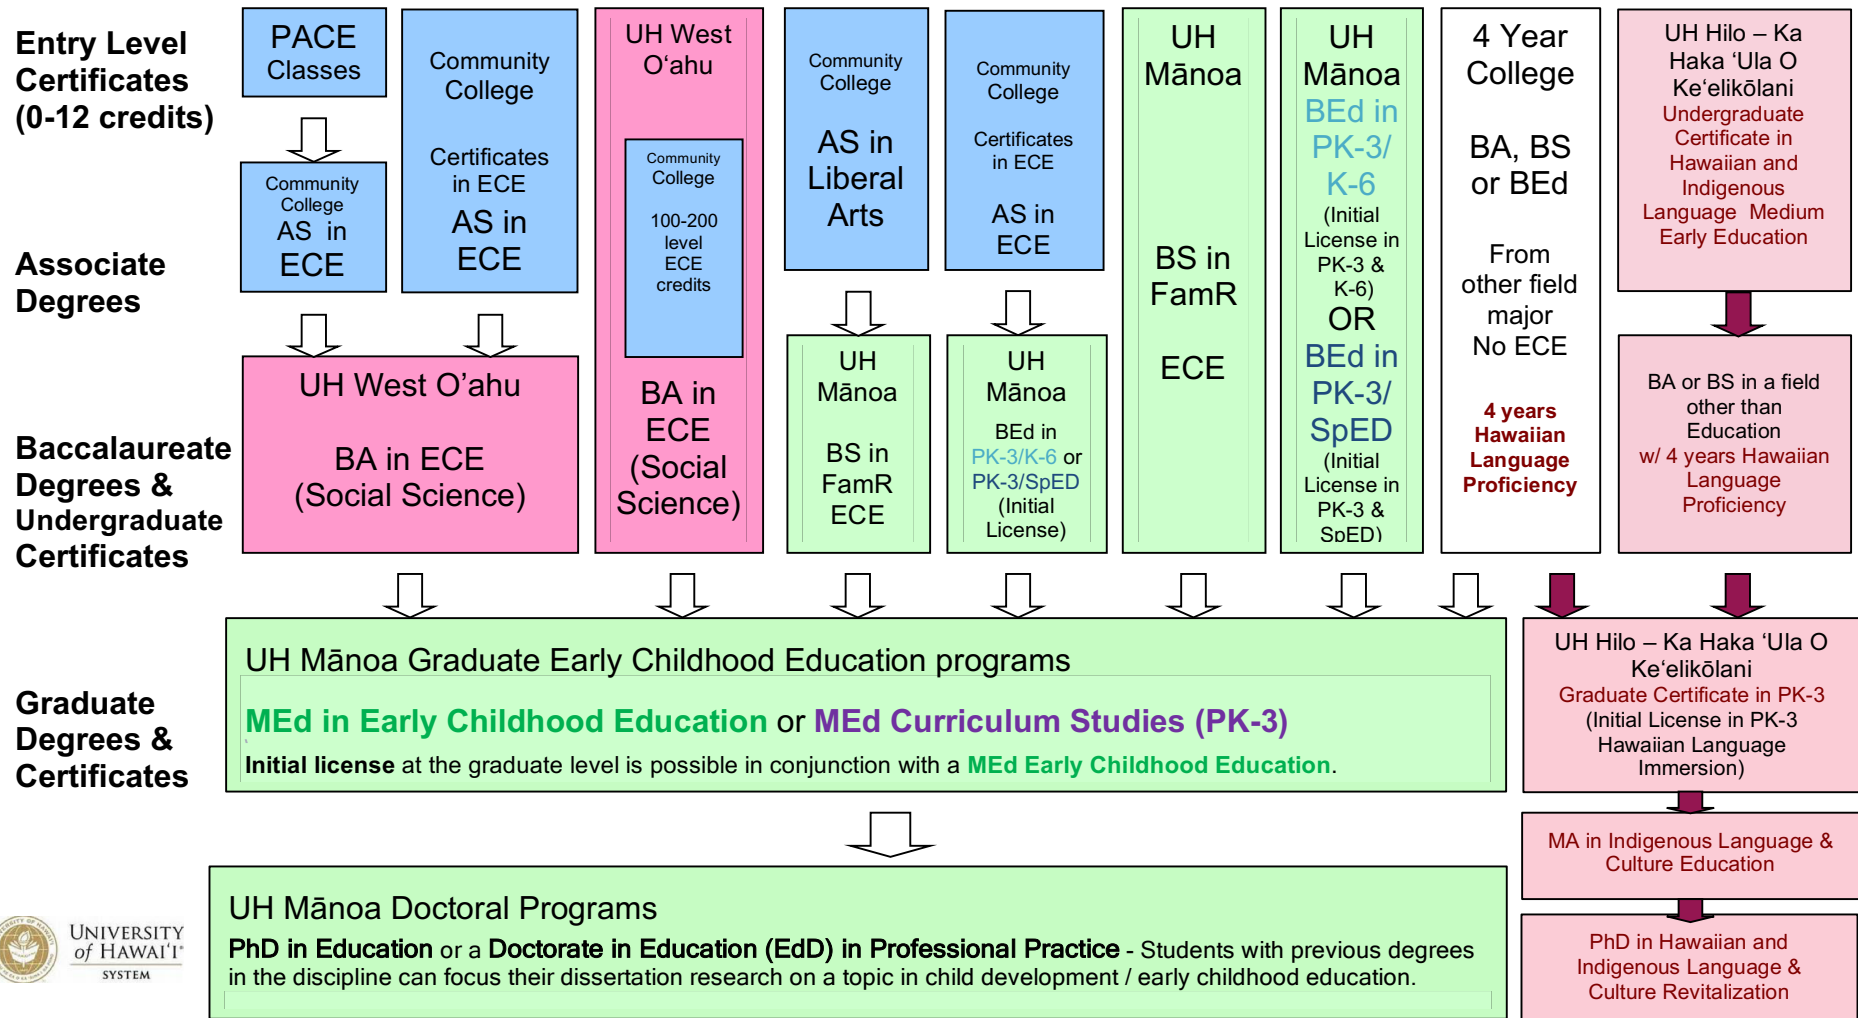 Entry Level
Certificates
(0-12 credits)
Associate
Degrees
Baccalaureate
Degrees &
Undergraduate
Certificates
Graduate
Degrees &
Certificates
PACE
Classes
Community
College
AS in
ECE
Community
College
Certificates
in ECE
AS in
ECE
UH West O’ahu
BA in ECE
(Social Science)
UH West
Oʻahu
Community
College
100-200
level
ECE
credits
BA in
ECE
(Social
Science)
Community
College
AS in
Liberal
Arts
UH
Mānoa
BS in
FamR
ECE
Community
College
Certificates
in ECE
AS in
ECE
UH
Mānoa
BEd in
PK-3/K-6 or
PK-3/SpED
(Initial
License)
UH
Mānoa
BS in
FamR
ECE
UH
Mānoa
BEd in
PK-3/
K-6
(Initial
License in
PK-3 &
K-6)
OR
BEd in
PK-3/
SpED
(Initial
License in
PK-3 &
SpED)
4 Year
College
BA, BS
or BEd
From
other field
major
No ECE
4 years
Hawaiian
Language
Proficiency
UH Hilo – Ka
Haka ʻUla O
Keʻelikōlani
Undergraduate
Certificate in
Hawaiian and
Indigenous
Language Medium
Early Education
BA or BS in a field
other than
Education
w/ 4 years Hawaiian
Language
Proficiency
UH Mānoa Graduate Early Childhood Education programs
MEd in Early Childhood Education or MEd Curriculum Studies (PK-3)
Initial license at the graduate level is possible in conjunction with a MEd Early Childhood Education.
UH Hilo – Ka Haka ʻUla O
Keʻelikōlani
Graduate Certificate in PK-3
(Initial License in PK-3
Hawaiian Language
Immersion)
MA in Indigenous Language &
Culture Education
PhD in Hawaiian and
Indigenous Language &
Culture Revitalization
UH Mānoa Doctoral Programs
PhD in Education or a Doctorate in Education (EdD) in Professional Practice - Students with previous degrees
in the discipline can focus their dissertation research on a topic in child development / early childhood education.
UNIVERSITY
of HAWAIʻI®
SYSTEM